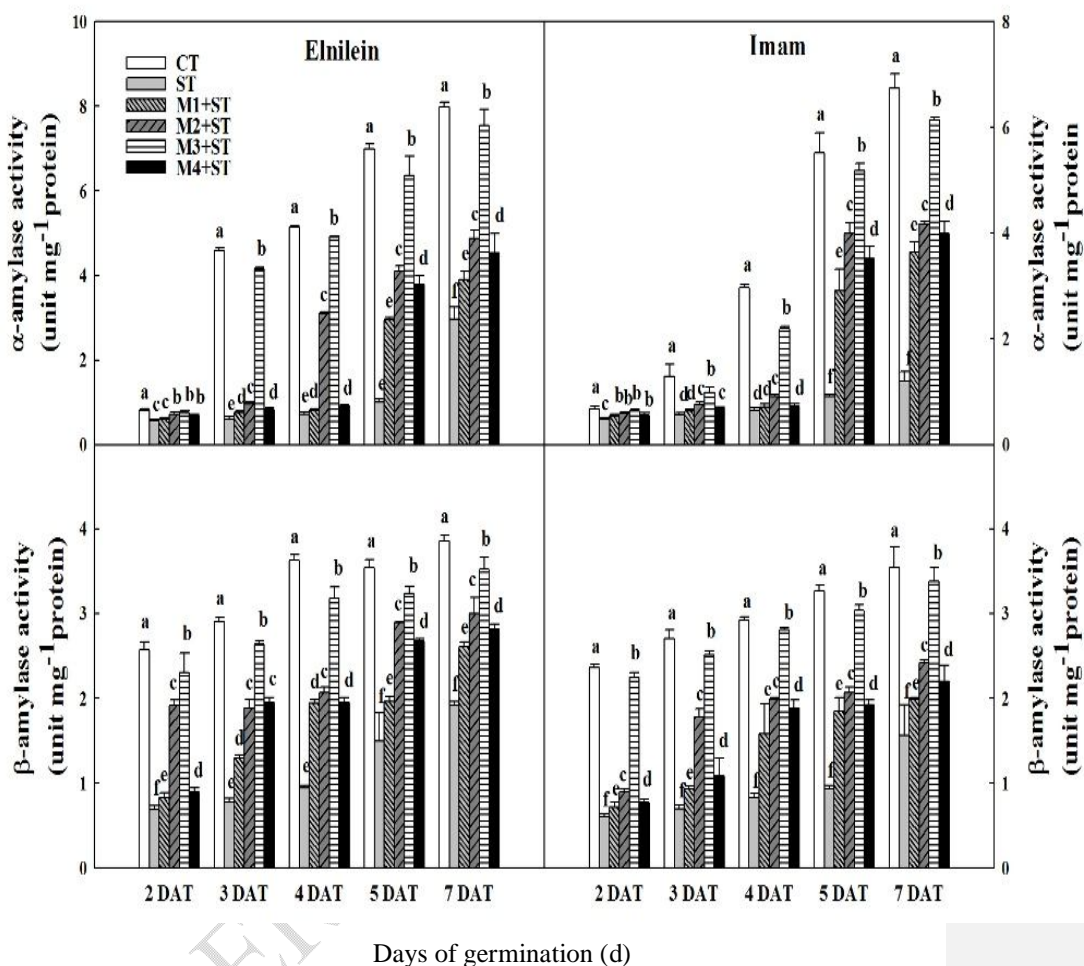 10
8
6
4
2
0
α-amylase activity
(unit mg-1protein)
Elnilein
CT
ST
M1+ST
M2+ST
M3+ST
M4+ST
a c c b b b
a e d c b d
a e d c b d
a e e c b d
a f e c b d
Imam
a c b b b b
a d d c b c
a d d c b d
a f e c b d
a f e c b d
8
6
4
2
0
α-amylase activity
(unit mg-1protein
4
3
2
1
0
β-amylase activity
(unit mg-1protein)
a f e c b d
a e d c b c
a e d c b d
a f e c b d
a f e c b d
a f e c b d
a f e c b d
a f e c b d
a f e c b d
4
3
2
1
0
β-amylase activity
(unit mg-1protein)
2 DAT 3 DAT 4 DAT 5 DAT 7 DAT
2 DAT 3 DAT 4 DAT 5 DAT 7 DAT
Days of germination (d)